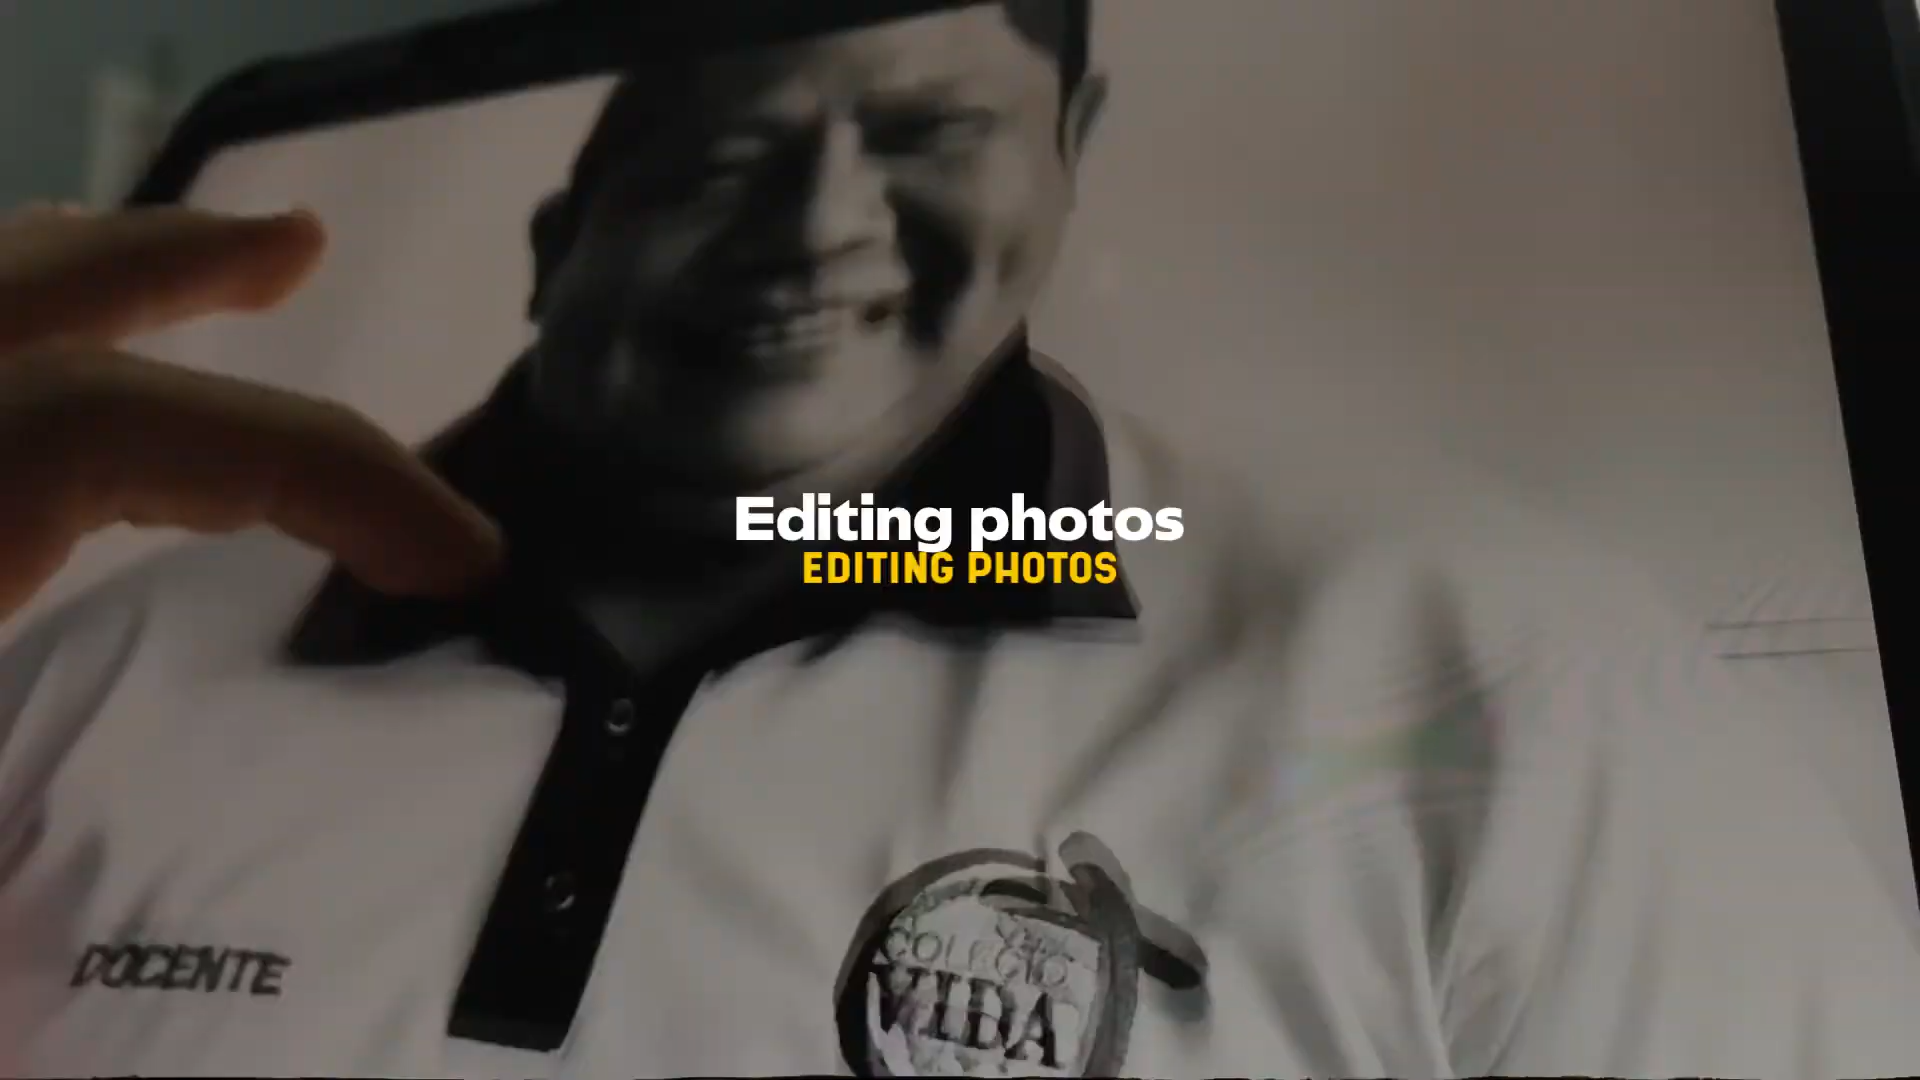 Editing photos
EDITING PHOTOS
DOCENTE
COLEGIO
VIDA